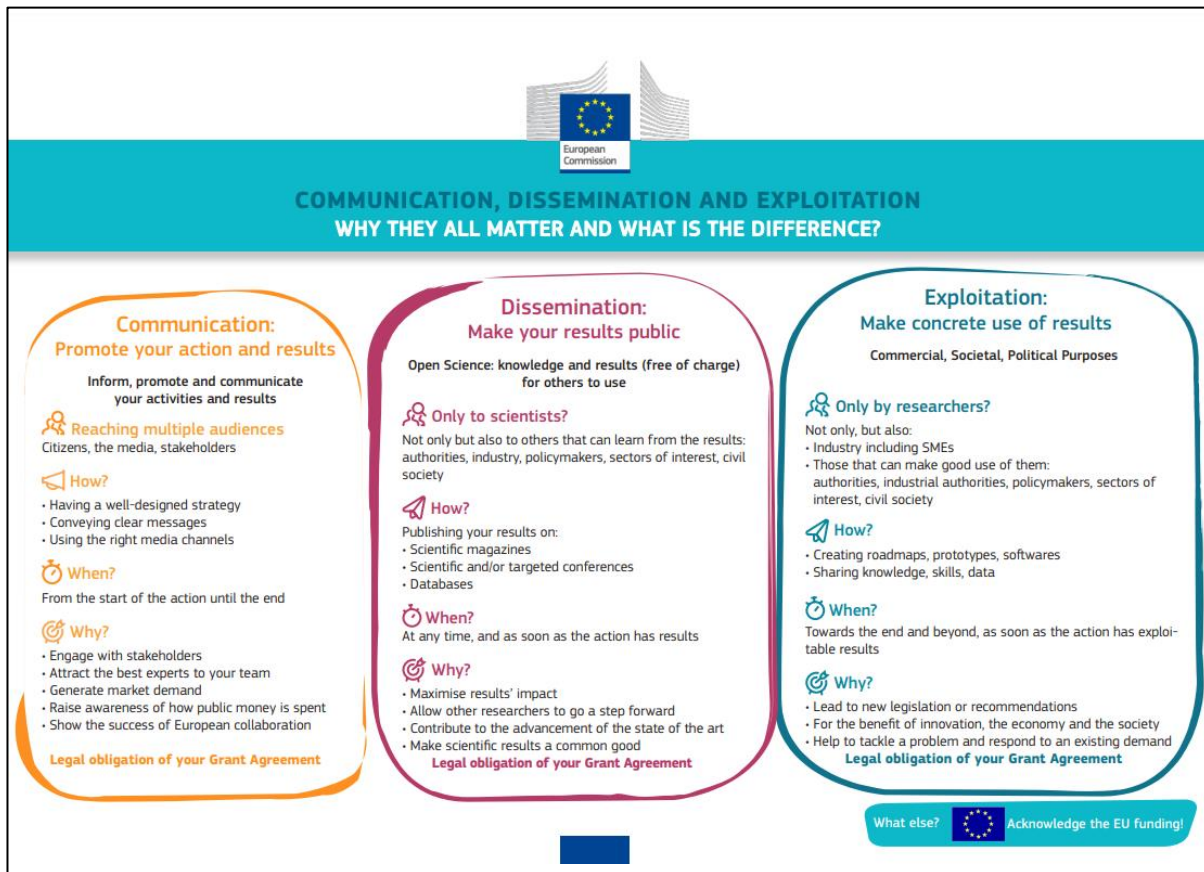 European
Commission
COMMUNICATION, DISSEMINATION AND EXPLOITATION
WHY THEY ALL MATTER AND WHAT IS THE DIFFERENCE?
Communication:
Promote your action and results
Inform, promote and communicate
your activities and results
Reaching multiple audiences
Citizens, the media, stakeholders
How?
• Having a well-designed strategy
• Conveying clear messages
• Using the right media channels
When?
From the start of the action until the end
Why?
• Engage with stakeholders
• Attract the best experts to your team
• Generate market demand
• Raise awareness of how public money is spent
• Show the success of European collaboration
Legal obligation of your Grant Agreement
Dissemination:
Make your results public
Open Science: knowledge and results (free of charge)
for others to use
Only to scientists?
Not only but also to others that can learn from the results:
authorities, industry, policymakers, sectors of interest, civil
society
How?
Publishing your results on:
• Scientific magazines
• Scientific and/or targeted conferences
• Databases
When?
At any time, and as soon as the action has results
Why?
• Maximise results' impact
• Allow other researchers to go a step forward
• Contribute to the advancement of the state of the art
• Make scientific results a common good
Legal obligation of your Grant Agreement
Exploitation:
Make concrete use of results
Commercial, Societal, Political Purposes
Only by researchers?
Not only, but also:
• Industry including SMEs
• Those that can make good use of them:
authorities, industrial authorities, policymakers, sectors of
interest, civil society
How?
• Creating roadmaps, prototypes, softwares
• Sharing knowledge, skills, data
When?
Towards the end and beyond, as soon as the action has exploi-
table results
Why?
• Lead to new legislation or recommendations
• For the benefit of innovation, the economy and the society
• Help to tackle a problem and respond to an existing demand
Legal obligation of your Grant Agreement
What else? Acknowledge the EU funding!